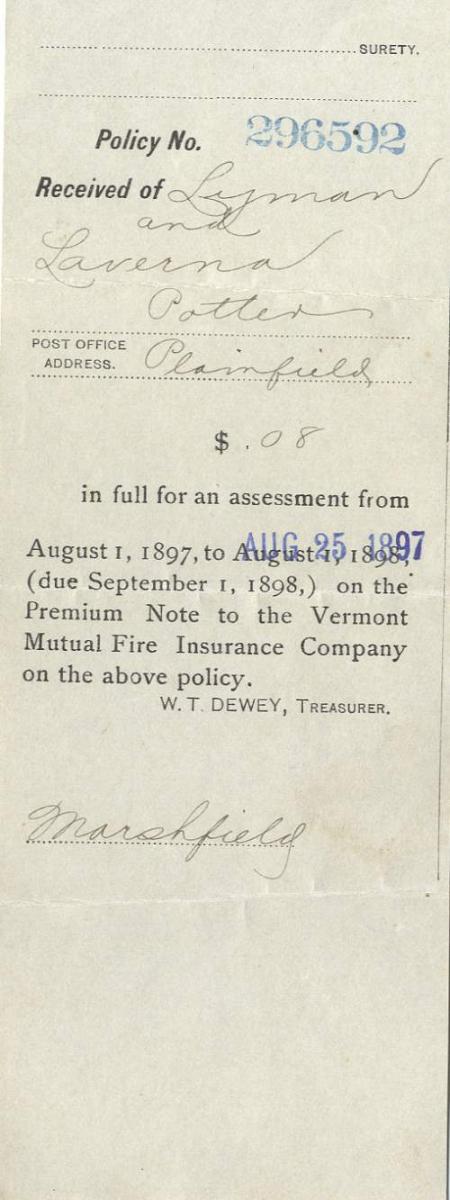 SURETY.
Policy No. 296592
Received of Lyman
and
Laverna
Potter
POST OFFICE
ADDRESS. Plainfield
$ .08
in full for an assessment from
August 1, 1897, to August 1, 1898,
AUG 25 1897
(due September 1, 1898,) on the
Premium Note to the Vermont
Mutual Fire Insurance Company
on the above policy.
W. T. DEWEY, TREASURER.
Marshfield